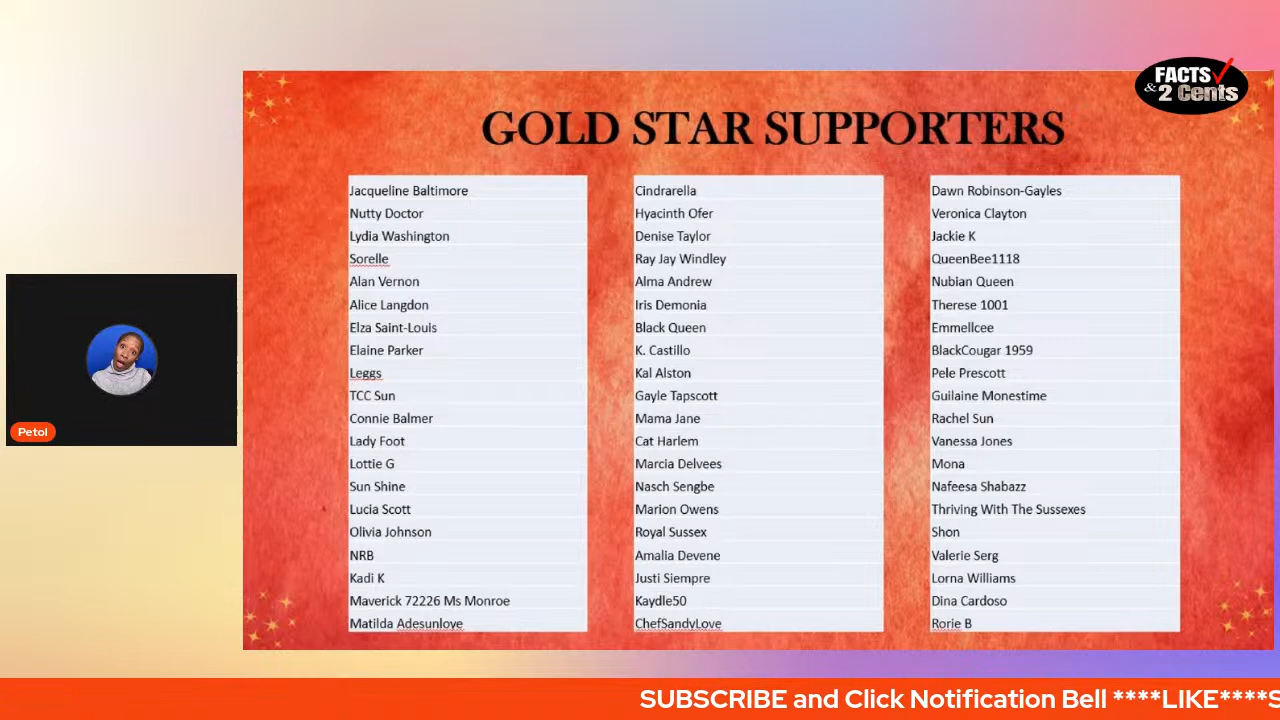 FACTS
& 2 Cents
GOLD STAR SUPPORTERS
Jacqueline Baltimore
Nutty Doctor
Lydia Washington
Sorelle
Alan Vernon
Alice Langdon
Elza Saint-Louis
Elaine Parker
Leggs
TCC Sun
Connie Balmer
Lady Foot
Lottie G
Sun Shine
Lucia Scott
Olivia Johnson
NRB
Kadi K
Maverick 72226 Ms Monroe
Matilda Adesunloye
Cindrarella
Hyacinth Ofer
Denise Taylor
Ray Jay Windley
Alma Andrew
Iris Demonia
Black Queen
K. Castillo
Kal Alston
Gayle Tapscott
Mama Jane
Cat Harlem
Marcia Delvees
Nasch Sengbe
Marion Owens
Royal Sussex
Amalia Devene
Justi Siempre
Kaydle50
ChefSandyLove
Dawn Robinson-Gayles
Veronica Clayton
Jackie K
QueenBee1118
Nubian Queen
Therese 1001
Emmellcee
BlackCougar 1959
Pele Prescott
Guilaine Monestime
Rachel Sun
Vanessa Jones
Mona
Nafeesa Shabazz
Thriving With The Sussexes
Shon
Valerie Serg
Lorna Williams
Dina Cardoso
Rorie B
Petol
SUBSCRIBE and Click Notification Bell ****LIKE****S